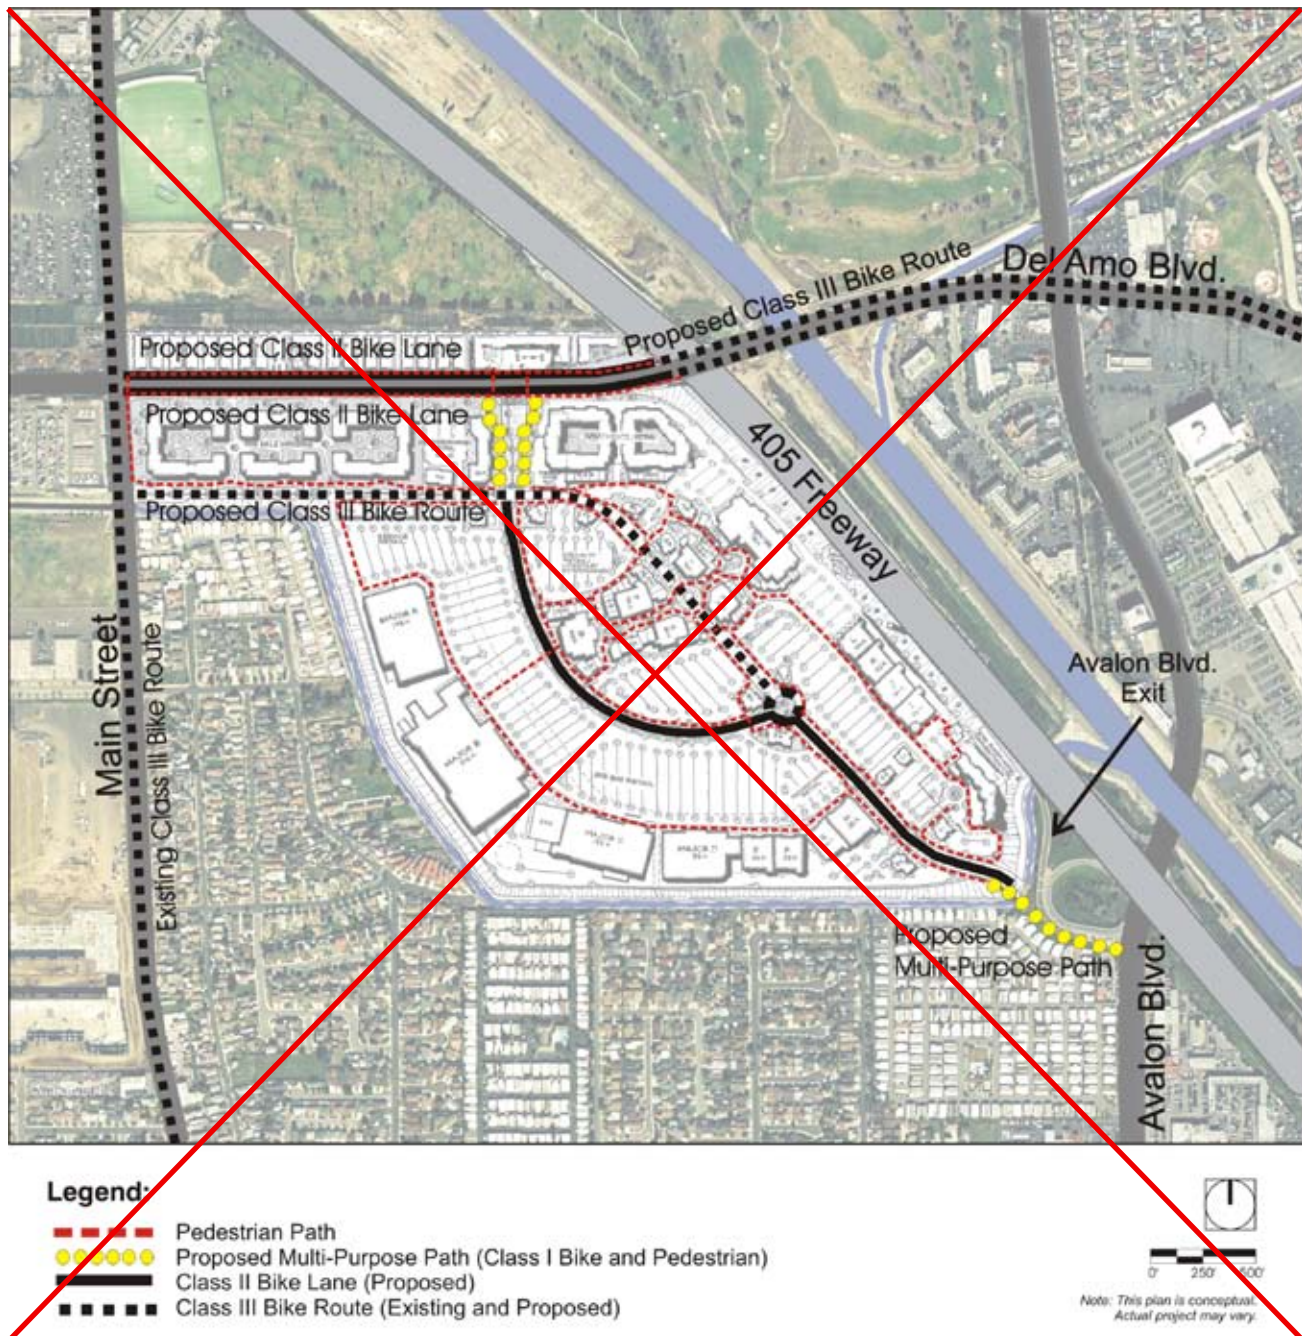 Del Amo Blvd.
Proposed Class III Bike Route
Proposed Class II Bike Lane
Proposed Class II Bike Lane
405 Freeway
Proposed Class III Bike Route
Main Street
Existing Class III Bike Route
Avalon Blvd.
Exit
MAJOR
MAJOR
MAJOR
MAJOR
Proposed
Multi-Purpose Path
Avalon Blvd.
Legend:
Pedestrian Path
Proposed Multi-Purpose Path (Class I Bike and Pedestrian)
Class II Bike Lane (Proposed)
Class III Bike Route (Existing and Proposed)
0' 250' 500'
Note: This plan is conceptual.
Actual project may vary.